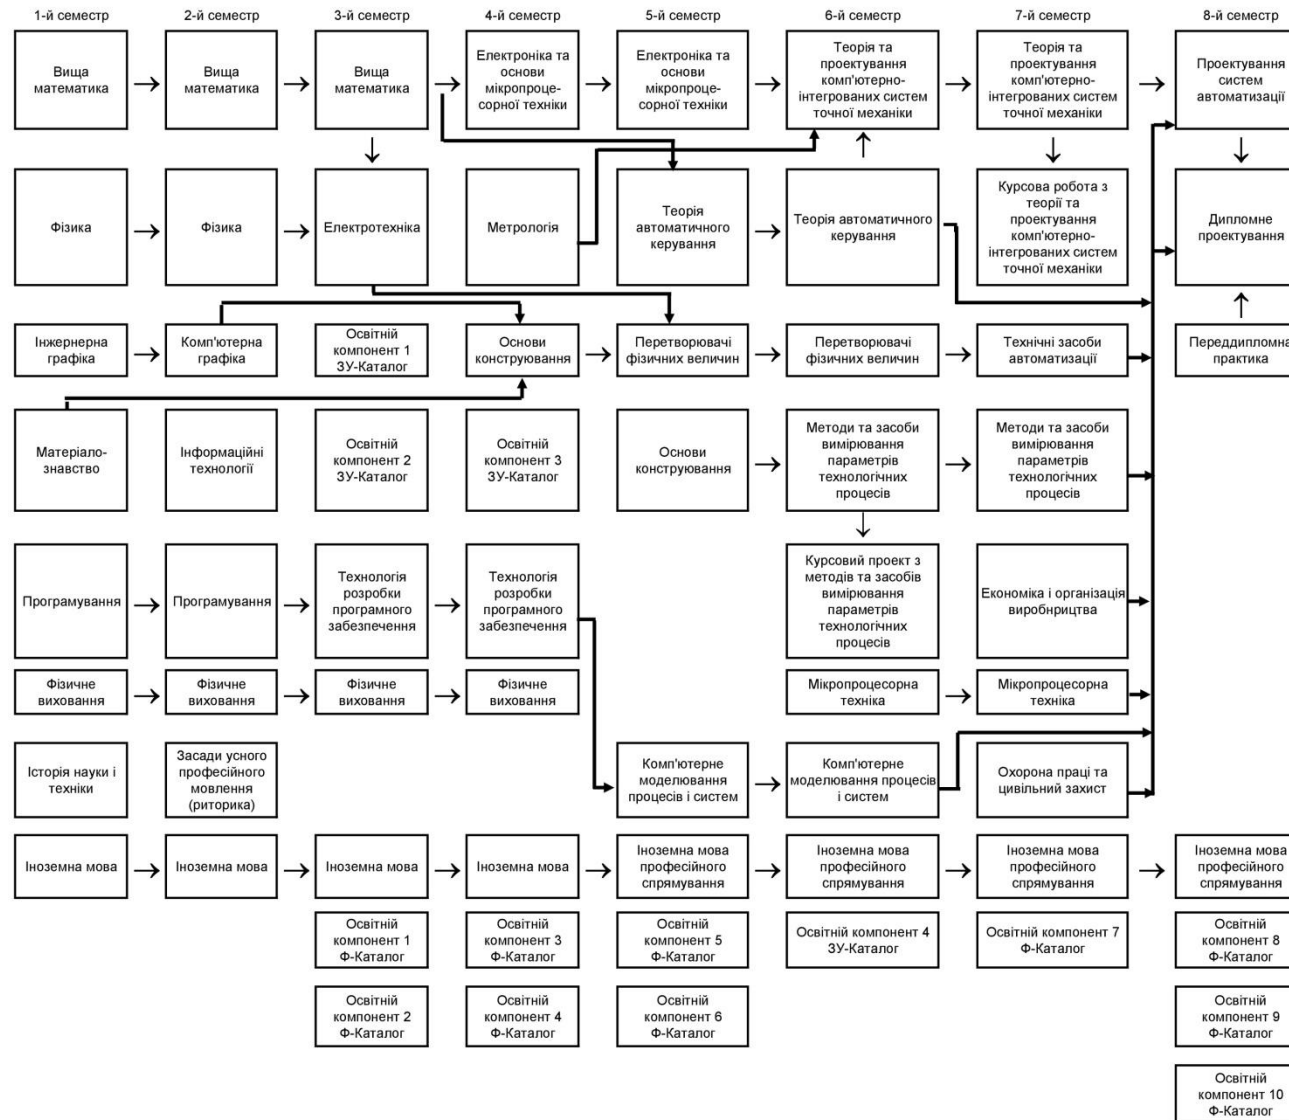 1-й семестр
2-й семестр
3-й семестр
4-й семестр
5-й семестр
6-й семестр
7-й семестр
8-й семестр
Вища
математика
Вища
математика
Вища
математика
Електроніка та
основи
мікропроце-
сорної техніки
Електроніка та
основи
мікропроце-
сорної техніки
Теорія та
проектування
комп'ютерно-
інтегрованих систем
точної механіки
Теорія та
проектування
комп'ютерно-
інтегрованих систем
точної механіки
Проектування
систем
автоматизації
Фізика
Фізика
Електротехніка
Метрологія
Теорія
автоматичного
керування
Теорія автоматичного
керування
Курсова робота з
теорії та
проектування
комп'ютерно-
інтегрованих систем
точної механіки
Дипломне
проектування
Інжернерна
графіка
Комп'ютерна
графіка
Освітній
компонент 1
ЗУ-Каталог
Основи
конструювання
Перетворювачі
фізичних величин
Перетворювачі
фізичних величин
Технічні засоби
автоматизації
Переддипломна
практика
Матеріало-
знавство
Інформаційні
технології
Освітній
компонент 2
ЗУ-Каталог
Освітній
компонент 3
ЗУ-Каталог
Основи
конструювання
Методи та засоби
вимірювання
параметрів
технологічних
процесів
Методи та засоби
вимірювання
параметрів
технологічних
процесів
Програмування
Програмування
Технологія
розробки
програмного
забезпечення
Технологія
розробки
програмного
забезпечення
Курсовий проект з
методів та засобів
вимірювання
параметрів
технологічних
процесів
Економіка і організація
виробнрицтва
Фізичне
виховання
Фізичне
виховання
Фізичне
виховання
Фізичне
виховання
Мікропроцесорна
техніка
Мікропроцесорна
техніка
Історія науки і
техніки
Засади усного
професійного
мовлення
(риторика)
Комп'ютерне
моделювання
процесів і систем
Комп'ютерне
моделювання процесів
і систем
Охорона праці та
цивільний захист
Іноземна мова
Іноземна мова
Іноземна мова
Іноземна мова
Іноземна мова
професійного
спрямування
Іноземна мова
професійного
спрямування
Іноземна мова
професійного
спрямування
Іноземна мова
професійного
спрямування
Освітній
компонент 1
Ф-Каталог
Освітній
компонент 3
Ф-Каталог
Освітній
компонент 5
Ф-Каталог
Освітній компонент 4
ЗУ-Каталог
Освітній компонент 7
Ф-Каталог
Освітній
компонент 8
Ф-Каталог
Освітній
компонент 2
Ф-Каталог
Освітній
компонент 4
Ф-Каталог
Освітній
компонент 6
Ф-Каталог
Освітній
компонент 9
Ф-Каталог
Освітній
компонент 10
Ф-Каталог